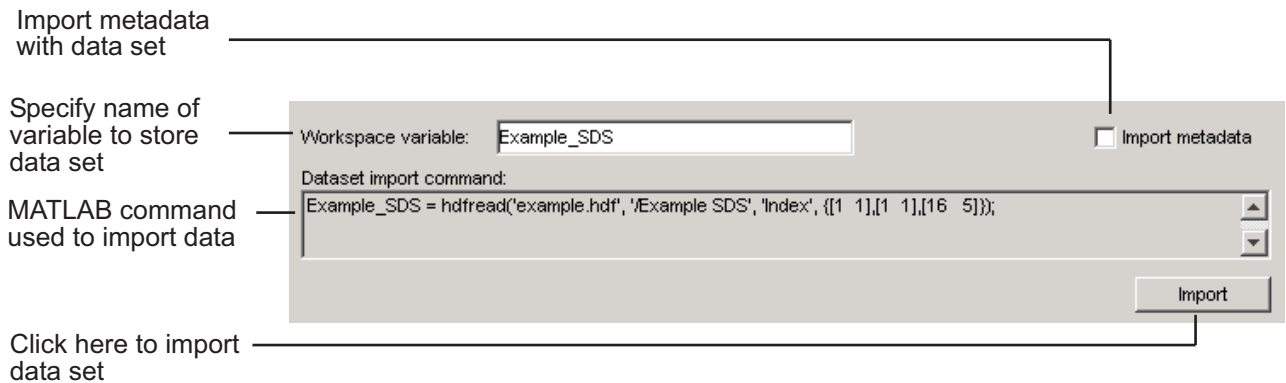 Import metadata
with data set
Specify name of
variable to store
data set
Workspace variable: Example_SDS Import metadata
Dataset import command:
MATLAB command
used to import data
Example_SDS = hdfread('example.hdf', '/Example SDS', 'Index', {[1  1],[1  1],[16   5]});
Import
Click here to import
data set